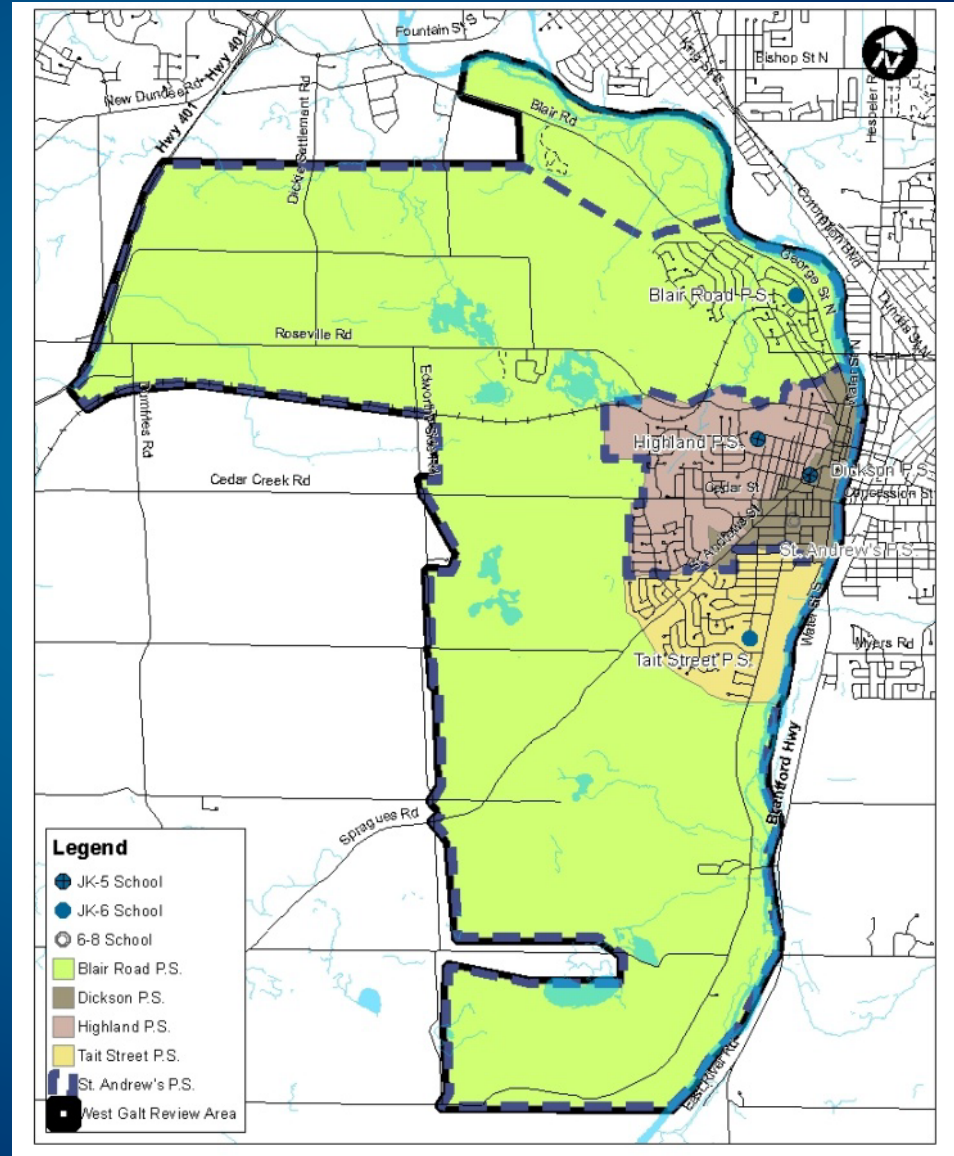 Fountain St S
Bishop St N
King St E
Hwy 401
New Dundee Rd
Hwy 401
Dickie Settlement Rd
Blair Rd
Hespeler R
Coronation Blvd
George St N
Blair Road P.S.
Dundas St N
Roseville Rd
Water St N
Dumfries Rd
Highland P.S.
Dickson P.S.
Cedar Creek Rd
Cedar St
Concession St
St. Andrews St
St. Andrew's P.S.
Water St S
Myers Rd
Tait Street P.S.
Brantford Hwy
Spragues Rd
East River Rd
Legend
JK-5 School
JK-6 School
6-8 School
Blair Road P.S.
Dickson P.S.
Highland P.S.
Tait Street P.S.
St. Andrew's P.S.
West Galt Review Area